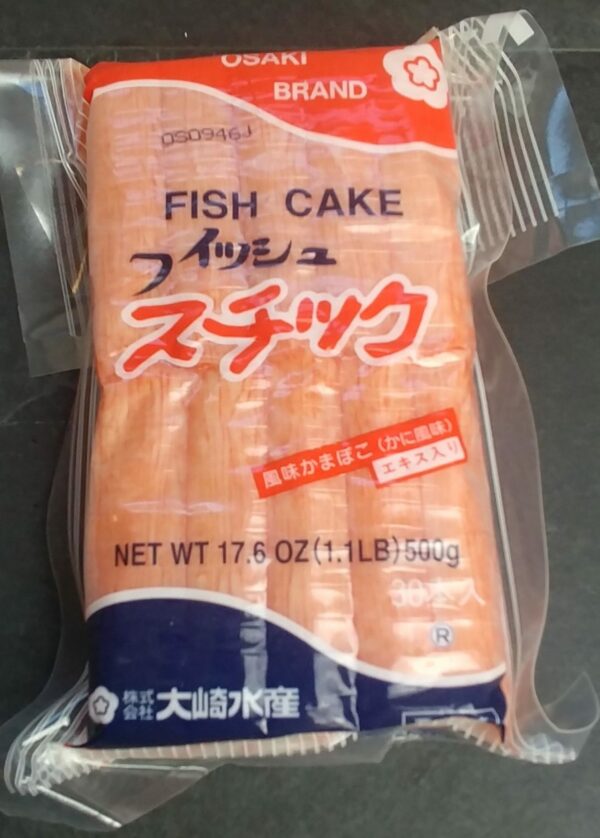 OSAKI
BRAND
OSO946J
FISH CAKE
フィッシュ
スチック
風味かまぼこ(かに風味)
エキス入り
NET WT 17.6 OZ(1.1LB)500g
30本入
®
株式会社 大崎水産